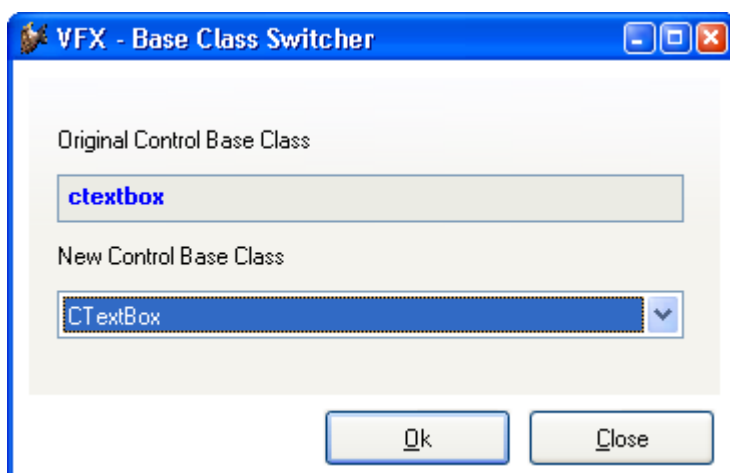 VFX - Base Class Switcher
Original Control Base Class
ctextbox
New Control Base Class
CTextBox
Ok Close